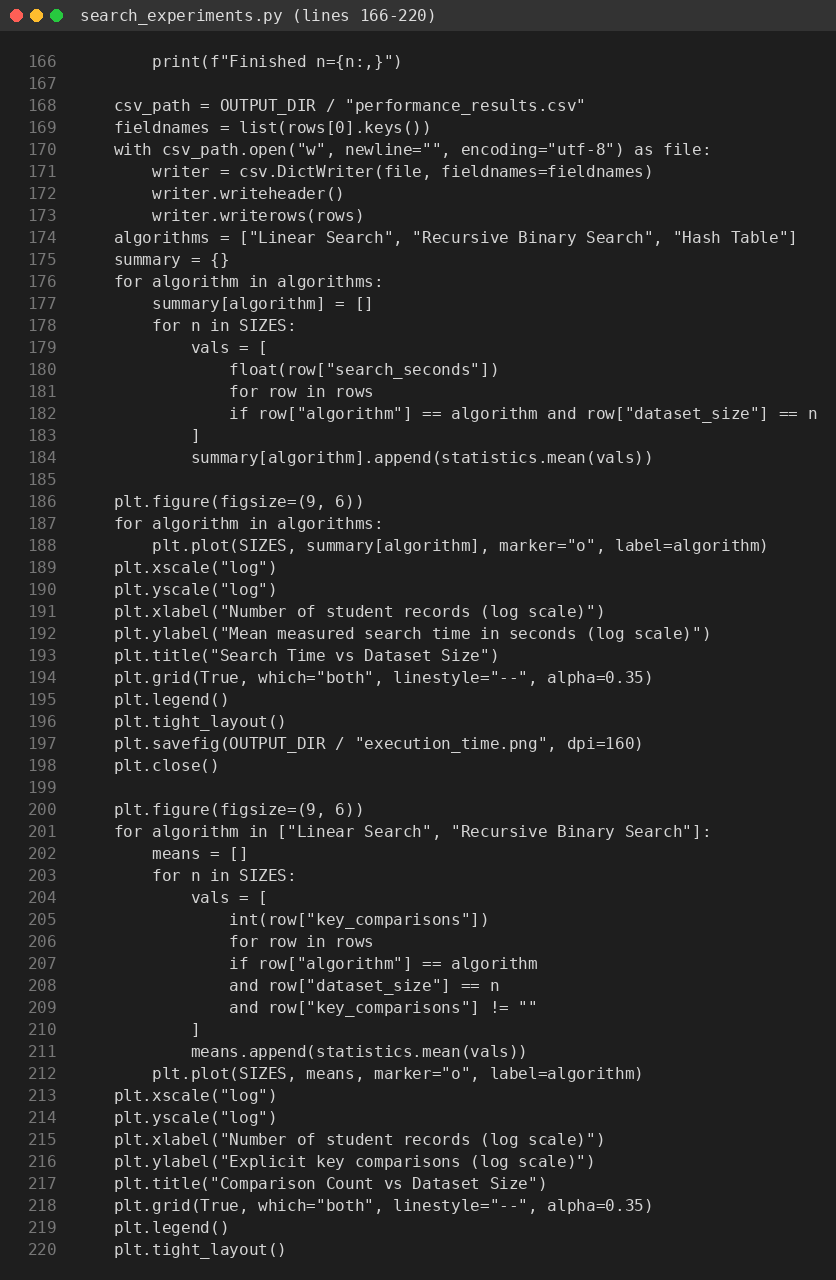 search_experiments.py (lines 166-220)
166         print(f"Finished n={n:,}")
167
168     csv_path = OUTPUT_DIR / "performance_results.csv"
169     fieldnames = list(rows[0].keys())
170     with csv_path.open("w", newline="", encoding="utf-8") as file:
171         writer = csv.DictWriter(file, fieldnames=fieldnames)
172         writer.writeheader()
173         writer.writerows(rows)
174     algorithms = ["Linear Search", "Recursive Binary Search", "Hash Table"]
175     summary = {}
176     for algorithm in algorithms:
177         summary[algorithm] = []
178         for n in SIZES:
179             vals = [
180                 float(row["search_seconds"])
181                 for row in rows
182                 if row["algorithm"] == algorithm and row["dataset_size"] == n
183             ]
184             summary[algorithm].append(statistics.mean(vals))
185
186     plt.figure(figsize=(9, 6))
187     for algorithm in algorithms:
188         plt.plot(SIZES, summary[algorithm], marker="o", label=algorithm)
189     plt.xscale("log")
190     plt.yscale("log")
191     plt.xlabel("Number of student records (log scale)")
192     plt.ylabel("Mean measured search time in seconds (log scale)")
193     plt.title("Search Time vs Dataset Size")
194     plt.grid(True, which="both", linestyle="--", alpha=0.35)
195     plt.legend()
196     plt.tight_layout()
197     plt.savefig(OUTPUT_DIR / "execution_time.png", dpi=160)
198     plt.close()
199
200     plt.figure(figsize=(9, 6))
201     for algorithm in ["Linear Search", "Recursive Binary Search"]:
202         means = []
203         for n in SIZES:
204             vals = [
205                 int(row["key_comparisons"])
206                 for row in rows
207                 if row["algorithm"] == algorithm
208                 and row["dataset_size"] == n
209                 and row["key_comparisons"] != ""
210             ]
211             means.append(statistics.mean(vals))
212         plt.plot(SIZES, means, marker="o", label=algorithm)
213     plt.xscale("log")
214     plt.yscale("log")
215     plt.xlabel("Number of student records (log scale)")
216     plt.ylabel("Explicit key comparisons (log scale)")
217     plt.title("Comparison Count vs Dataset Size")
218     plt.grid(True, which="both", linestyle="--", alpha=0.35)
219     plt.legend()
220     plt.tight_layout()